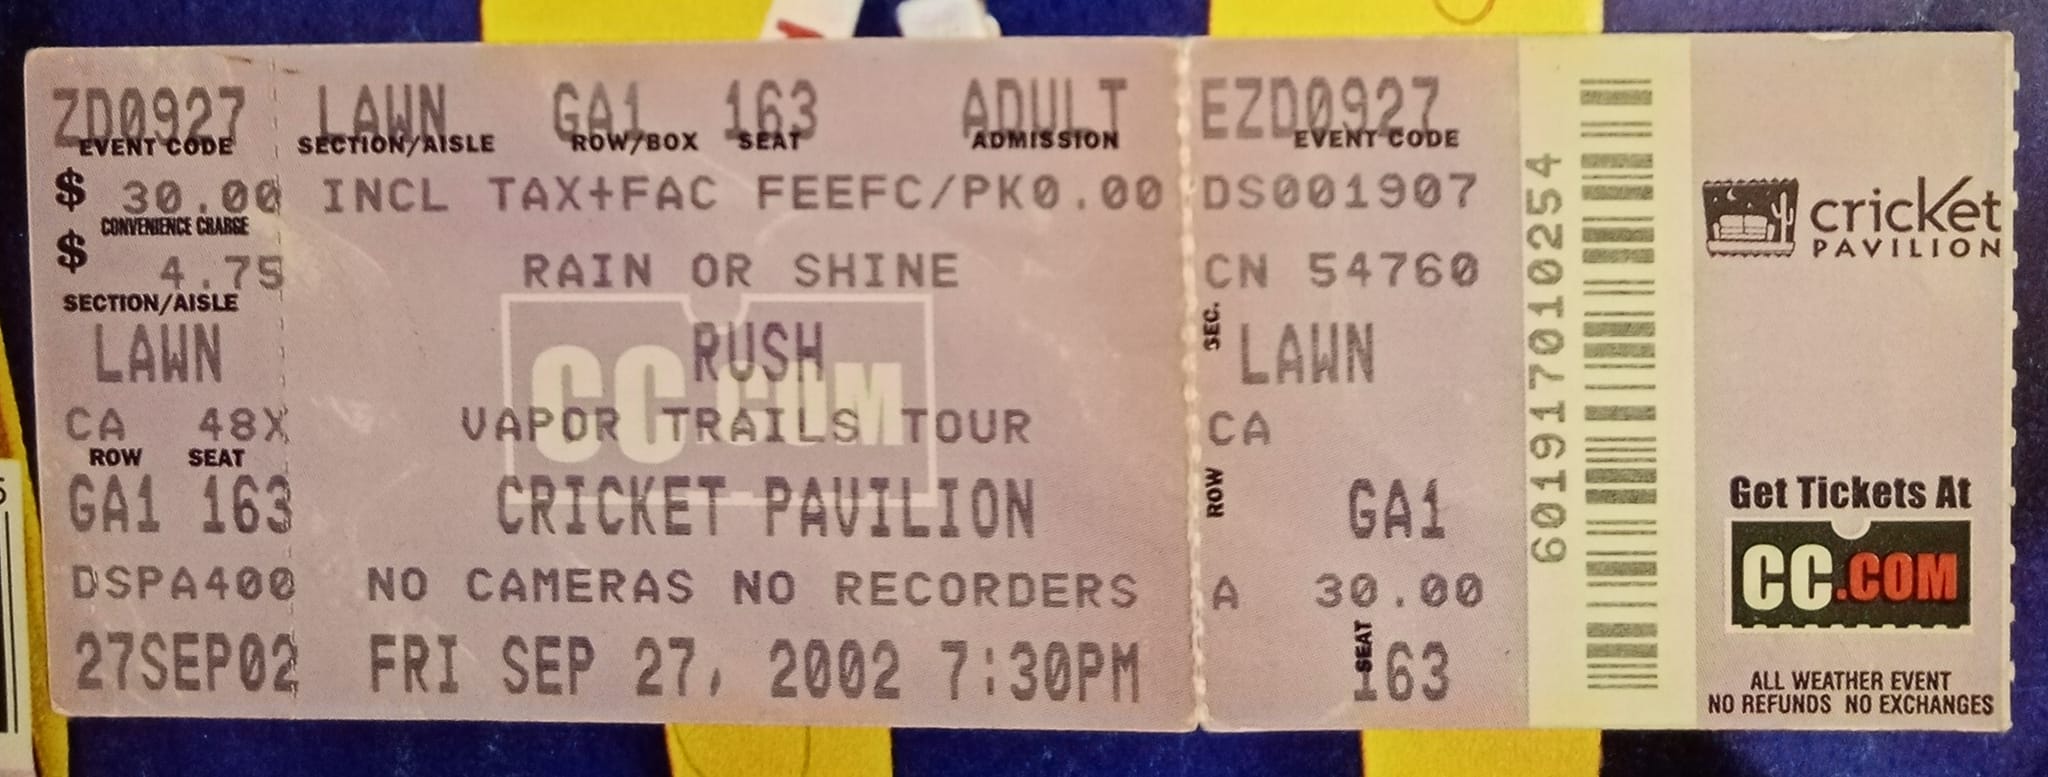 ZD0927 LAWN GA1 163 ADULT EZD0927
EVENT CODE SECTION/AISLE ROW/BOX SEAT ADMISSION EVENT CODE
$ 30.00 INCL TAX+FAC FEEFC/PK0.00 DS001907
CONVENIENCE CHARGE
$ 4.75 RAIN OR SHINE CN 54760
SECTION/AISLE
LAWN RUSH SEC. LAWN
CC.COM
CA 48X VAPOR TRAILS TOUR CA
ROW SEAT
GA1 163 CRICKET PAVILION ROW GA1
DSPA400 NO CAMERAS NO RECORDERS A 30.00
27SEP02 FRI SEP 27, 2002 7:30PM SEAT 163
601917010254
cricket
PAVILION
Get Tickets At
CC.COM
ALL WEATHER EVENT
NO REFUNDS NO EXCHANGES